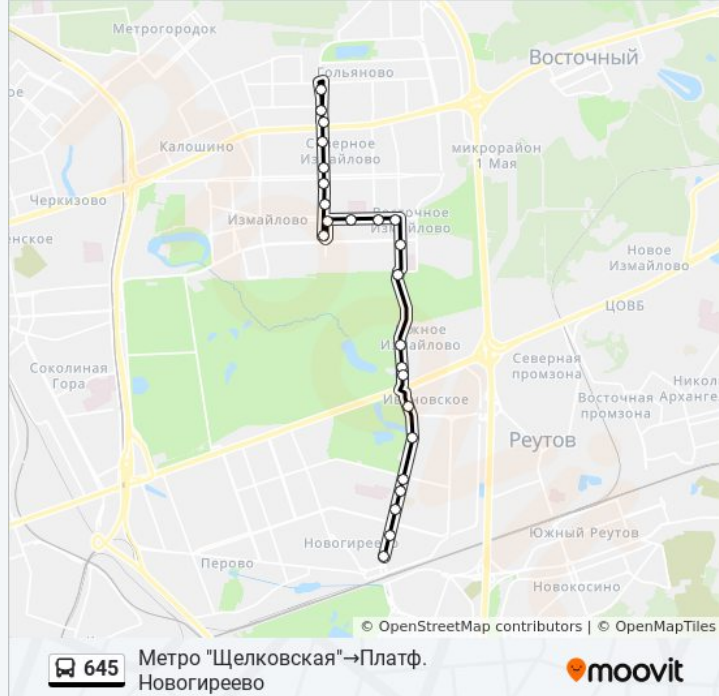 Метрогородок
Восточный
Гольяново
Калошино
Северное
Измайлово
микрорайон
1 Мая
Черкизово
Измайлово
Восточное
Измайлово
Новое
Измайлово
ЦОВБ
Южное
Измайлово
Соколиная
Гора
Северная
промзона
Ивановское
Восточная
промзона
Реутов
Новогиреево
Южный Реутов
Перово
Новокосино
© OpenStreetMap contributors | © OpenMapTiles
645
Метро "Щелковская"→Платф.
Новогиреево
moovit